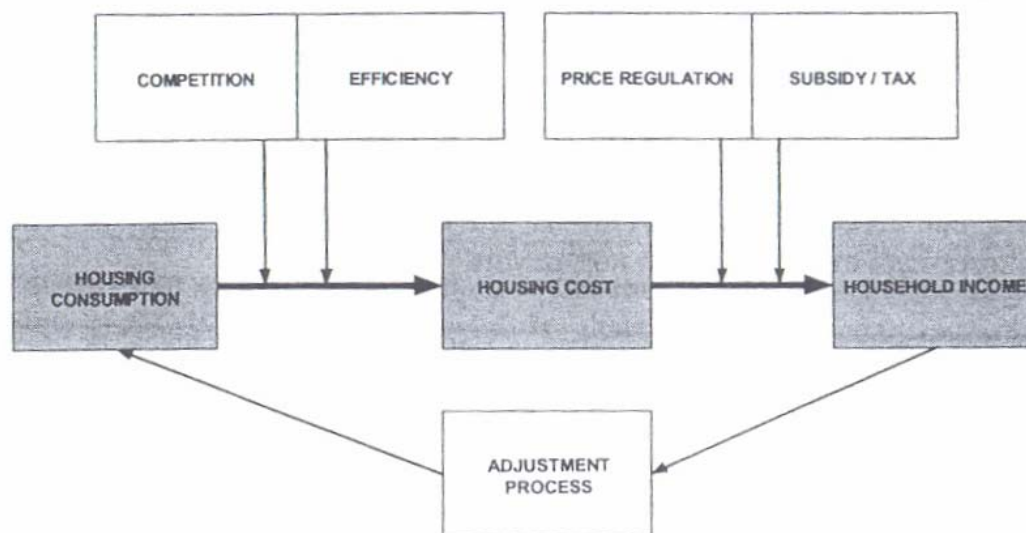 COMPETITION
EFFICIENCY
PRICE REGULATION
SUBSIDY / TAX
HOUSING
CONSUMPTION
HOUSING COST
HOUSEHOLD INCOME
ADJUSTMENT
PROCESS